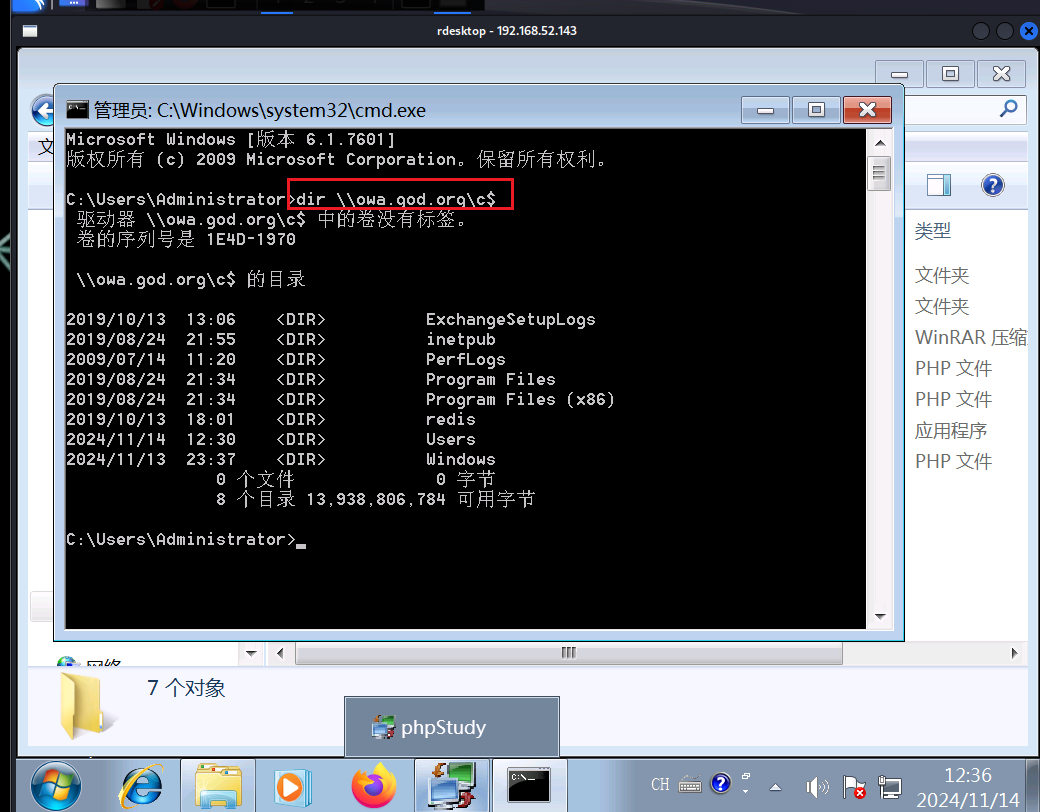 rdesktop - 192.168.52.143
管理员: C:\Windows\system32\cmd.exe
文
Microsoft Windows [版本 6.1.7601]
版权所有 (c) 2009 Microsoft Corporation。保留所有权利。
C:\Users\Administrator>dir \\owa.god.org\c$
驱动器 \\owa.god.org\c$ 中的卷没有标签。
卷的序列号是 1E4D-1970
\\owa.god.org\c$ 的目录
2019/10/13  13:06    <DIR>          ExchangeSetupLogs
2019/08/24  21:55    <DIR>          inetpub
2009/07/14  11:20    <DIR>          PerfLogs
2019/08/24  21:34    <DIR>          Program Files
2019/08/24  21:34    <DIR>          Program Files (x86)
2019/10/13  18:01    <DIR>          redis
2024/11/14  12:30    <DIR>          Users
2024/11/13  23:37    <DIR>          Windows
0 个文件              0 字节
8 个目录 13,938,806,784 可用字节
C:\Users\Administrator>_
类型
文件夹
文件夹
WinRAR 压缩
PHP 文件
PHP 文件
应用程序
PHP 文件
网络
7 个对象
phpStudy
C:\_
CH
12:36
2024/11/14